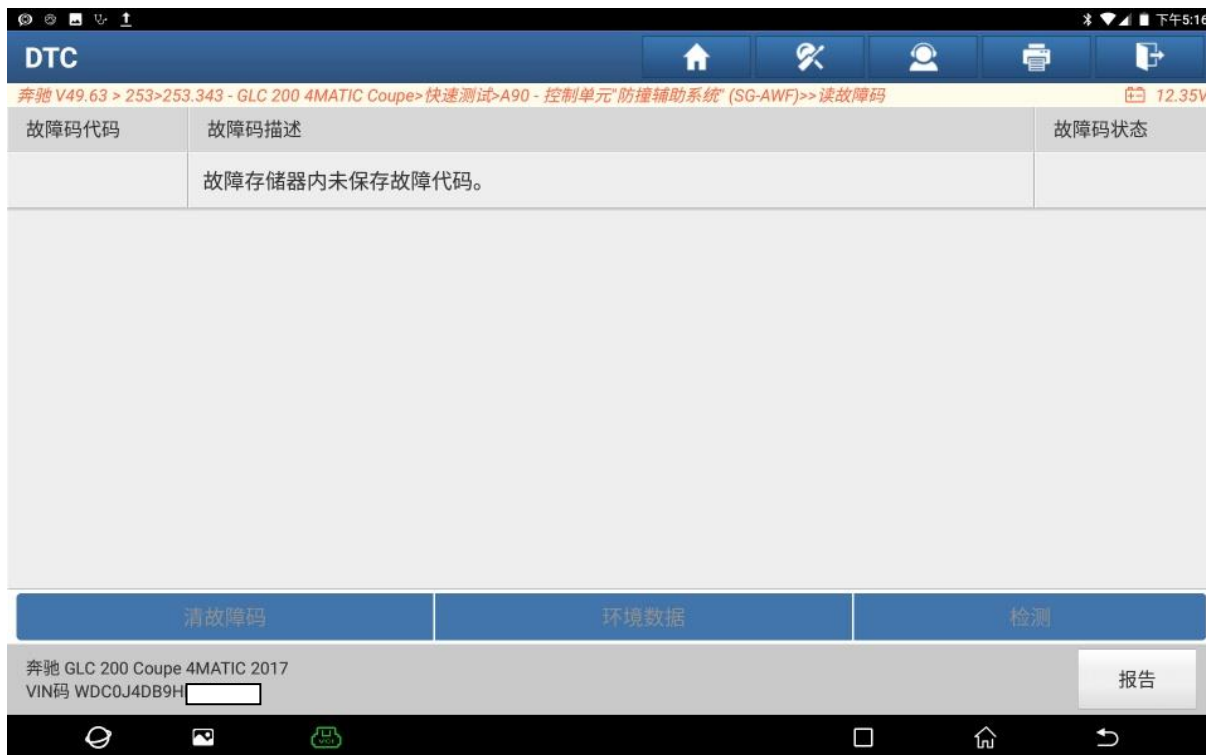 下午5:16
DTC
奔驰 V49.63 > 253>253.343 - GLC 200 4MATIC Coupe>快速测试>A90 - 控制单元"防撞辅助系统" (SG-AWF)>>读故障码 12.35V
故障码代码 故障码描述 故障码状态
故障存储器内未保存故障代码。
清故障码 环境数据 检测
奔驰 GLC 200 Coupe 4MATIC 2017
VIN码 WDC0J4DB9H
报告
VCI